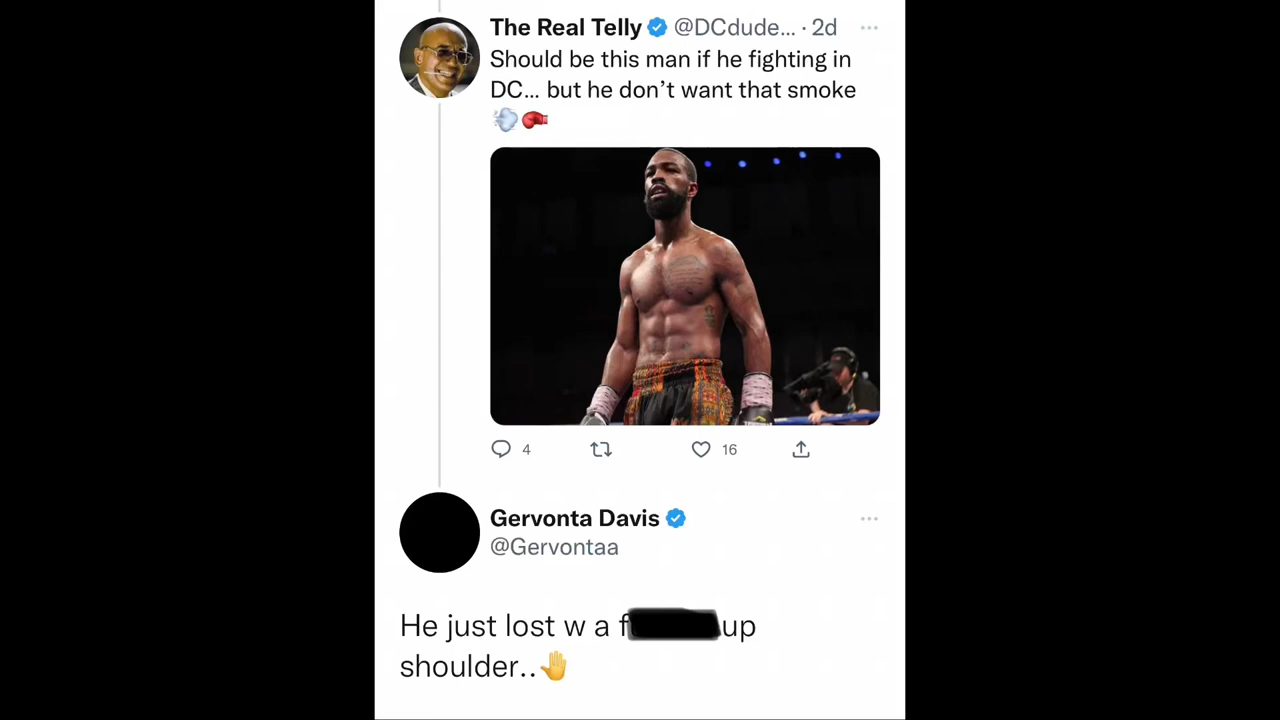 The Real Telly @DCdude... · 2d
Should be this man if he fighting in
DC... but he don’t want that smoke
💨🥊
4 16
Gervonta Davis
@Gervontaa
He just lost w a f up
shoulder..🤚